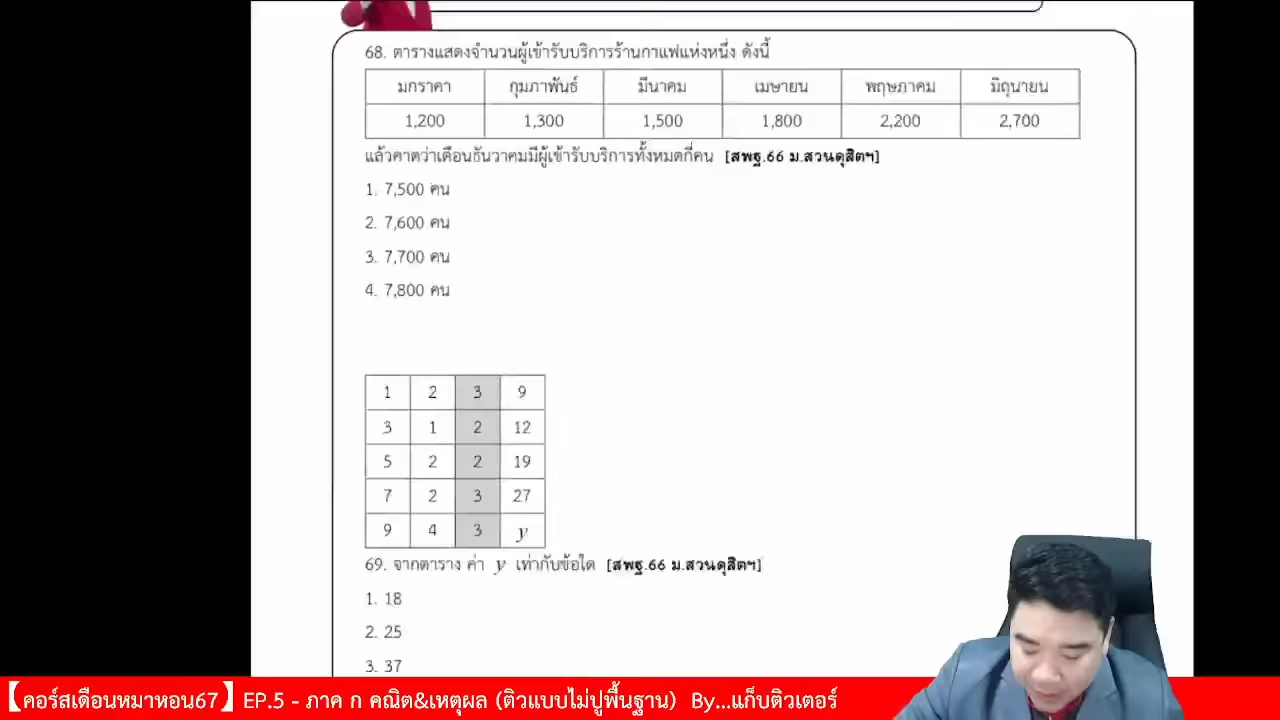 68. ตารางแสดงจำนวนผู้เข้ารับบริการร้านกาแฟแห่งหนึ่ง ดังนี้
มกราคา กุมภาพันธ์ มีนาคม เมษายน พฤษภาคม มิถุนายน
1,200 1,300 1,500 1,800 2,200 2,700
แล้วคาตว่าเดือนธันวาคมมีผู้เข้ารับบริการทั้งหมดกี่คน [สพฐ.66 ม.สวนดุสิตฯ]
1. 7,500 คน
2. 7,600 คน
3. 7,700 คน
4. 7,800 คน
1 2 3 9
3 1 2 12
5 2 2 19
7 2 3 27
9 4 3 y
69. จากตาราง ค่า y เท่ากับข้อใด [สพฐ.66 ม.สวนดุสิตฯ]
1. 18
2. 25
3. 37
【คอร์สเดือนหมาหอน67】 EP.5 - ภาค ก คณิต&เหตุผล (ติวแบบไม่ปูพื้นฐาน) By...แก็บติวเตอร์